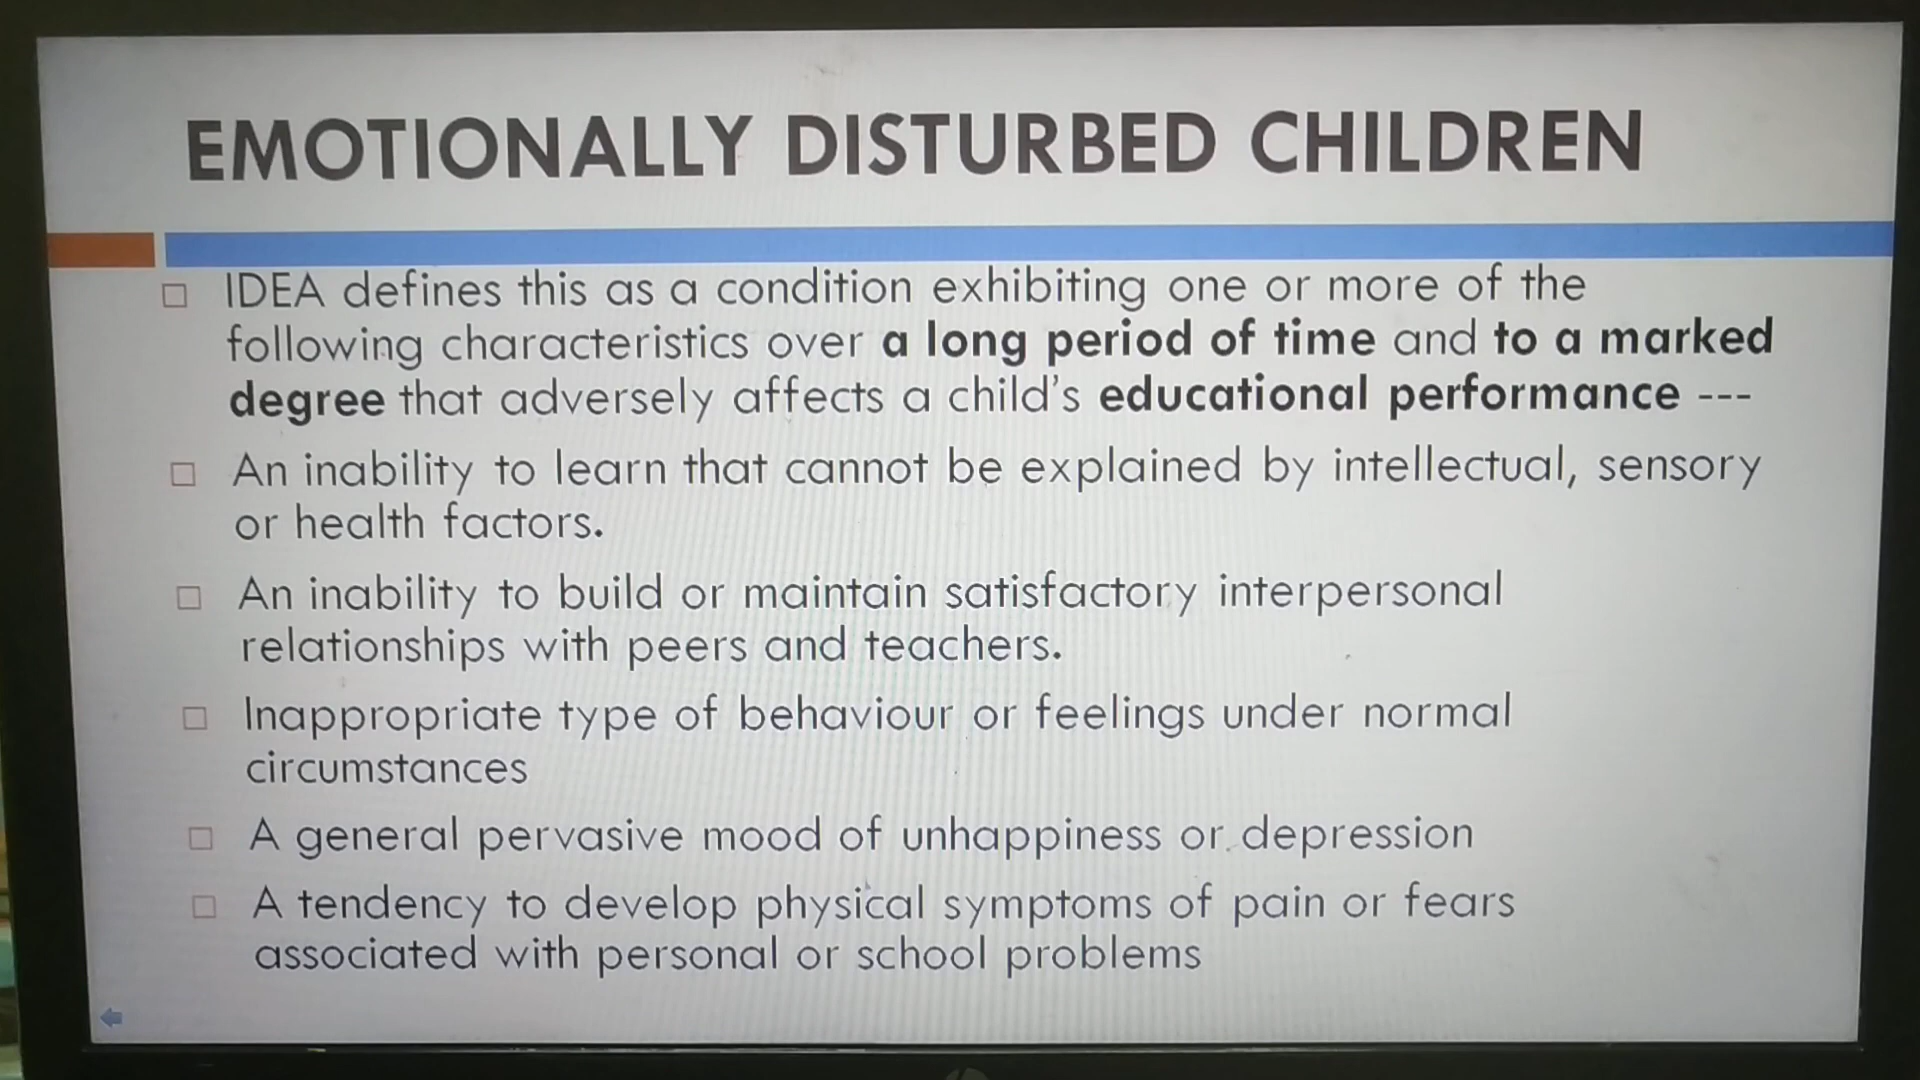 EMOTIONALLY DISTURBED CHILDREN
IDEA defines this as a condition exhibiting one or more of the
following characteristics over a long period of time and to a marked
degree that adversely affects a child's educational performance ---
An inability to learn that cannot be explained by intellectual, sensory
or health factors.
An inability to build or maintain satisfactory interpersonal
relationships with peers and teachers.
Inappropriate type of behaviour or feelings under normal
circumstances
A general pervasive mood of unhappiness or depression
A tendency to develop physical symptoms of pain or fears
associated with personal or school problems